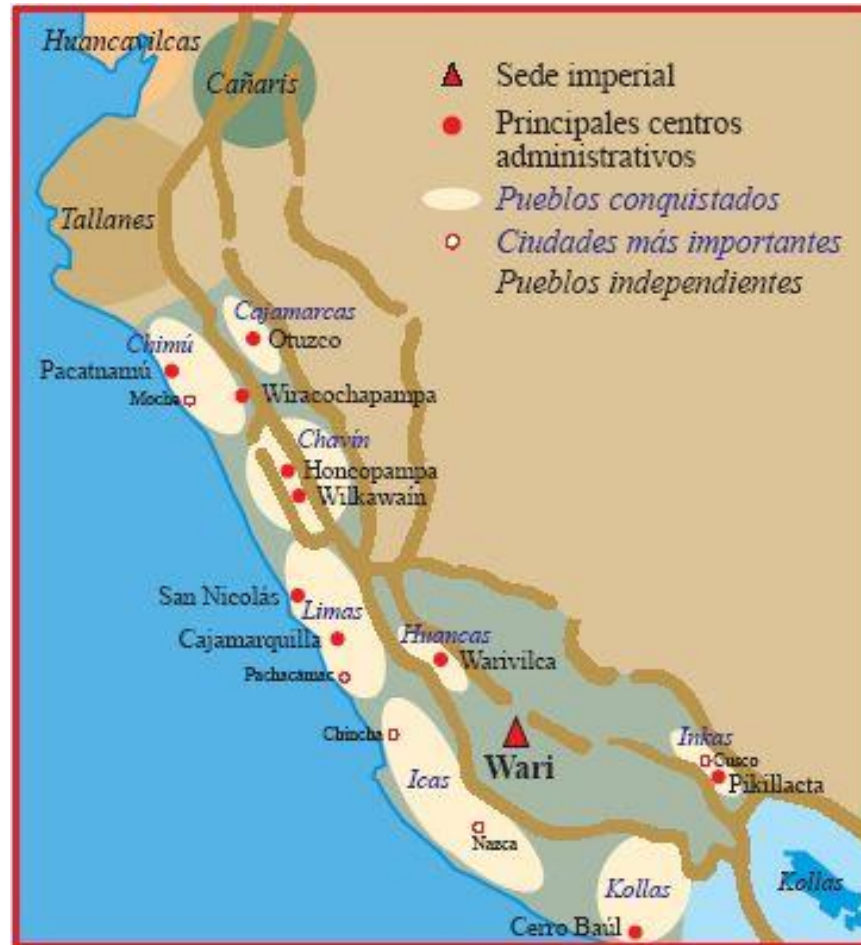 Huancavilcas
Cañaris
Tallanes
Sede imperial
Principales centros
administrativos
Pueblos conquistados
Ciudades más importantes
Pueblos independientes
Cajamarcas
Otuzco
Chimú
Pacatnamú
Moche
Wiracochapampa
Chavín
Honcopampa
Wilkawaín
San Nicolás
Limas
Cajamarquilla
Pachacámac
Huancas
Warivilca
Chincha
Wari
Icas
Nazca
Inkas
Cusco
Pikillacta
Kollas
Kollas
Cerro Baúl